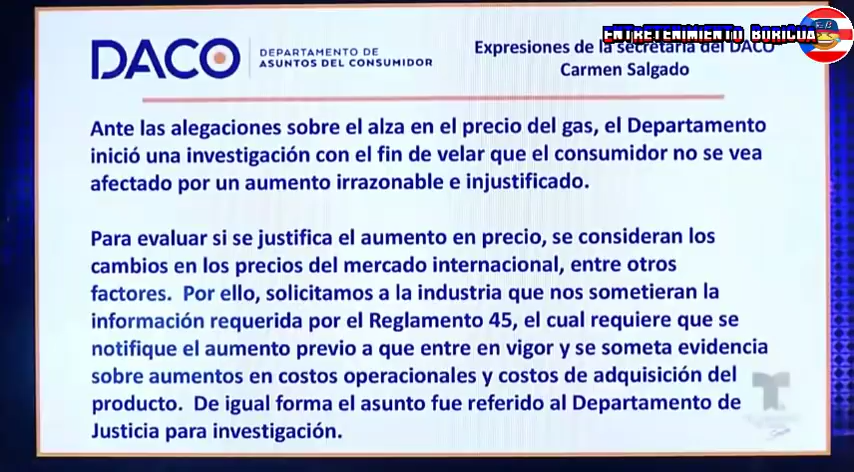 ENTRETENIMIENTO BORICUA
DACO
DEPARTAMENTO DE
ASUNTOS DEL CONSUMIDOR
Expresiones de la secretaria del DACO
Carmen Salgado
Ante las alegaciones sobre el alza en el precio del gas, el Departamento
inició una investigación con el fin de velar que el consumidor no se vea
afectado por un aumento irrazonable e injustificado.
Para evaluar si se justifica el aumento en precio, se consideran los
cambios en los precios del mercado internacional, entre otros
factores. Por ello, solicitamos a la industria que nos sometieran la
información requerida por el Reglamento 45, el cual requiere que se
notifique el aumento previo a que entre en vigor y se someta evidencia
sobre aumentos en costos operacionales y costos de adquisición del
producto. De igual forma el asunto fue referido al Departamento de
Justicia para investigación.